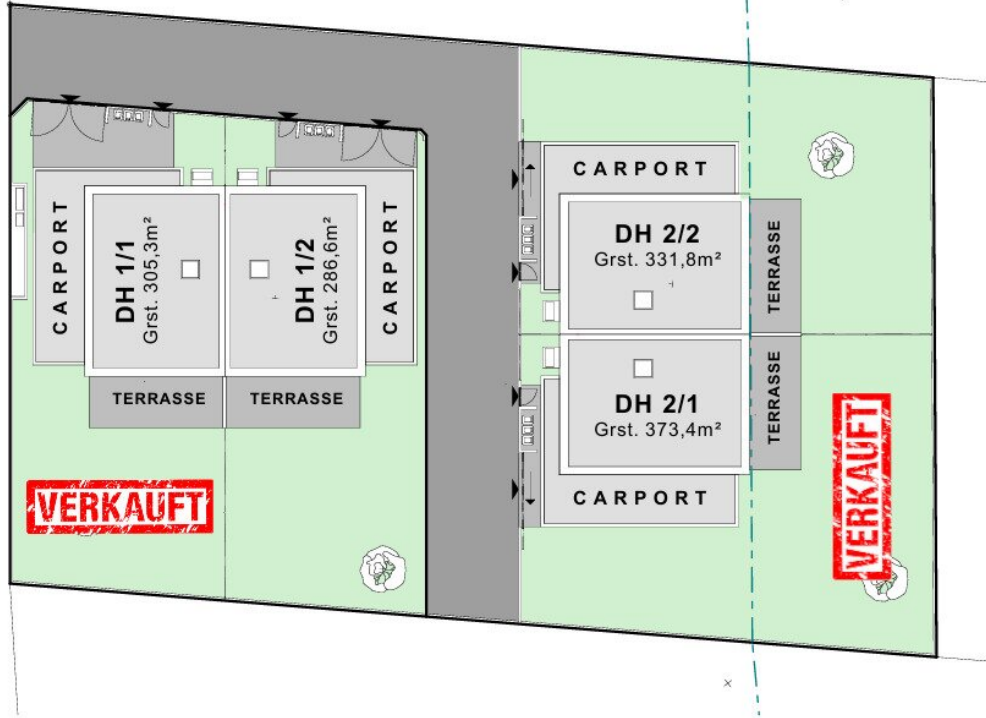 CARPORT
DH 1/1
Grst. 305,3m²
DH 1/2
Grst. 286,6m²
CARPORT
TERRASSE
TERRASSE
VERKAUFT
CARPORT
DH 2/2
Grst. 331,8m²
TERRASSE
DH 2/1
Grst. 373,4m²
TERRASSE
CARPORT
VERKAUFT